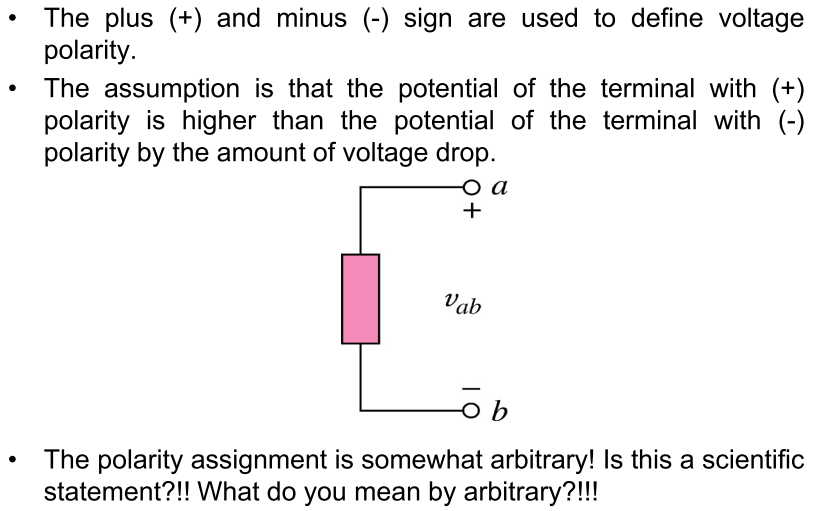 • The plus (+) and minus (-) sign are used to define voltage
polarity.
• The assumption is that the potential of the terminal with (+)
polarity is higher than the potential of the terminal with (-)
polarity by the amount of voltage drop.
a
+
vab
−
b
• The polarity assignment is somewhat arbitrary! Is this a scientific
statement?!! What do you mean by arbitrary?!!!